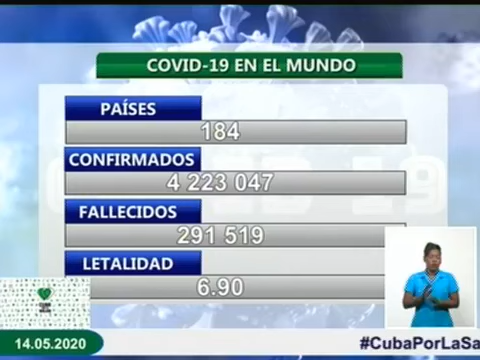 COVID-19 EN EL MUNDO
PAÍSES
184
CONFIRMADOS
4 223 047
FALLECIDOS
291 519
LETALIDAD
6.90
14.05.2020
#CubaPorLaSa